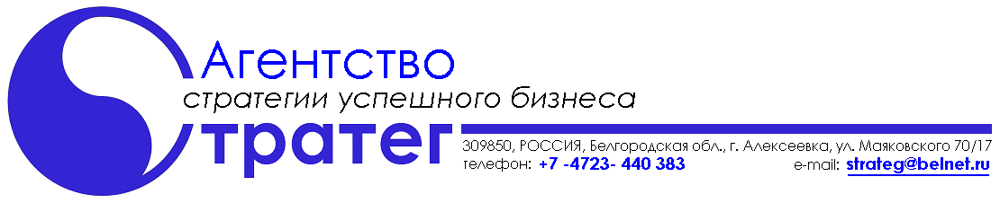 Агентство
стратегии успешного бизнеса
Стратег
309850, РОССИЯ, Белгородская обл., г. Алексеевка, ул. Маяковского 70/17
телефон: +7 -4723- 440 383 e-mail: strateg@belnet.ru